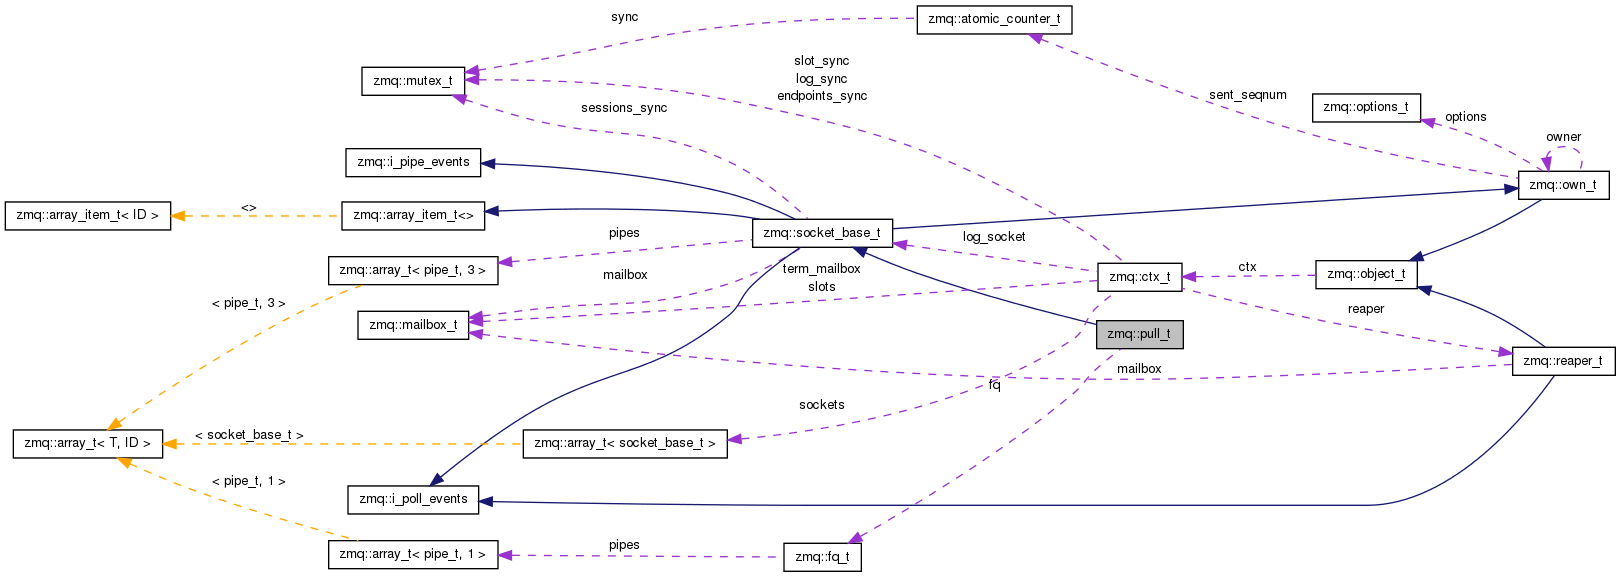 sync
zmq::atomic_counter_t
zmq::mutex_t
slot_sync
log_sync
endpoints_sync
sessions_sync
sent_seqnum
zmq::options_t
options
owner
zmq::i_pipe_events
zmq::own_t
zmq::array_item_t< ID >
<>
zmq::array_item_t<>
zmq::socket_base_t
pipes
log_socket
zmq::array_t< pipe_t, 3 >
mailbox
term_mailbox
slots
zmq::ctx_t
ctx
zmq::object_t
< pipe_t, 3 >
zmq::mailbox_t
zmq::pull_t
reaper
zmq::reaper_t
mailbox
fq
sockets
zmq::array_t< T, ID >
< socket_base_t >
zmq::array_t< socket_base_t >
< pipe_t, 1 >
zmq::i_poll_events
zmq::array_t< pipe_t, 1 >
pipes
zmq::fq_t